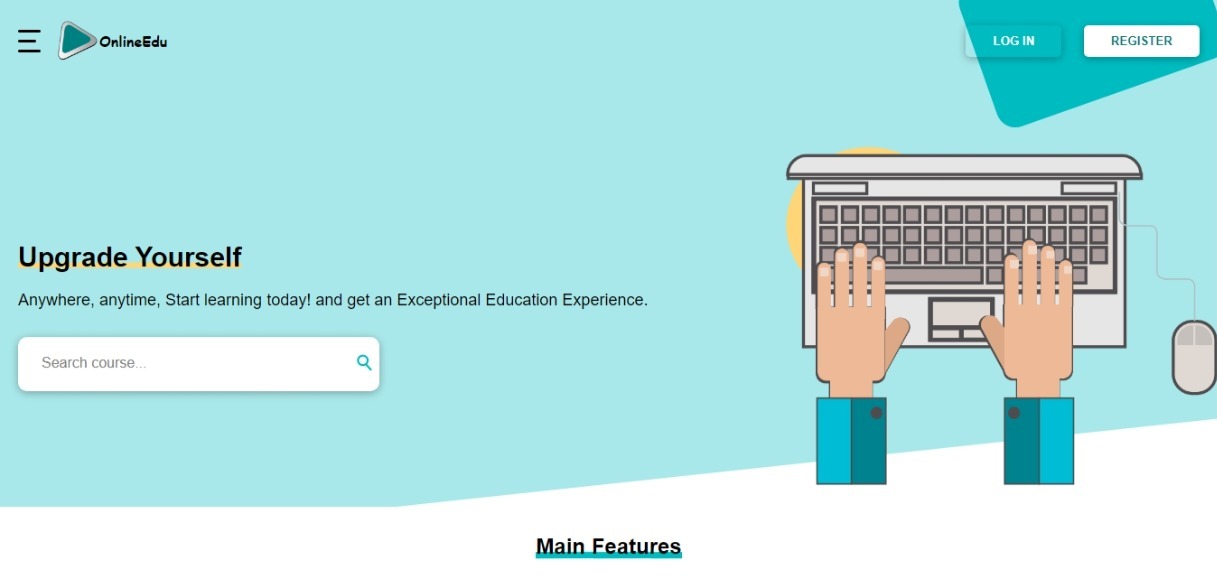 OnlineEdu
LOG IN
REGISTER
Upgrade Yourself
Anywhere, anytime, Start learning today! and get an Exceptional Education Experience.
Search course...
Main Features